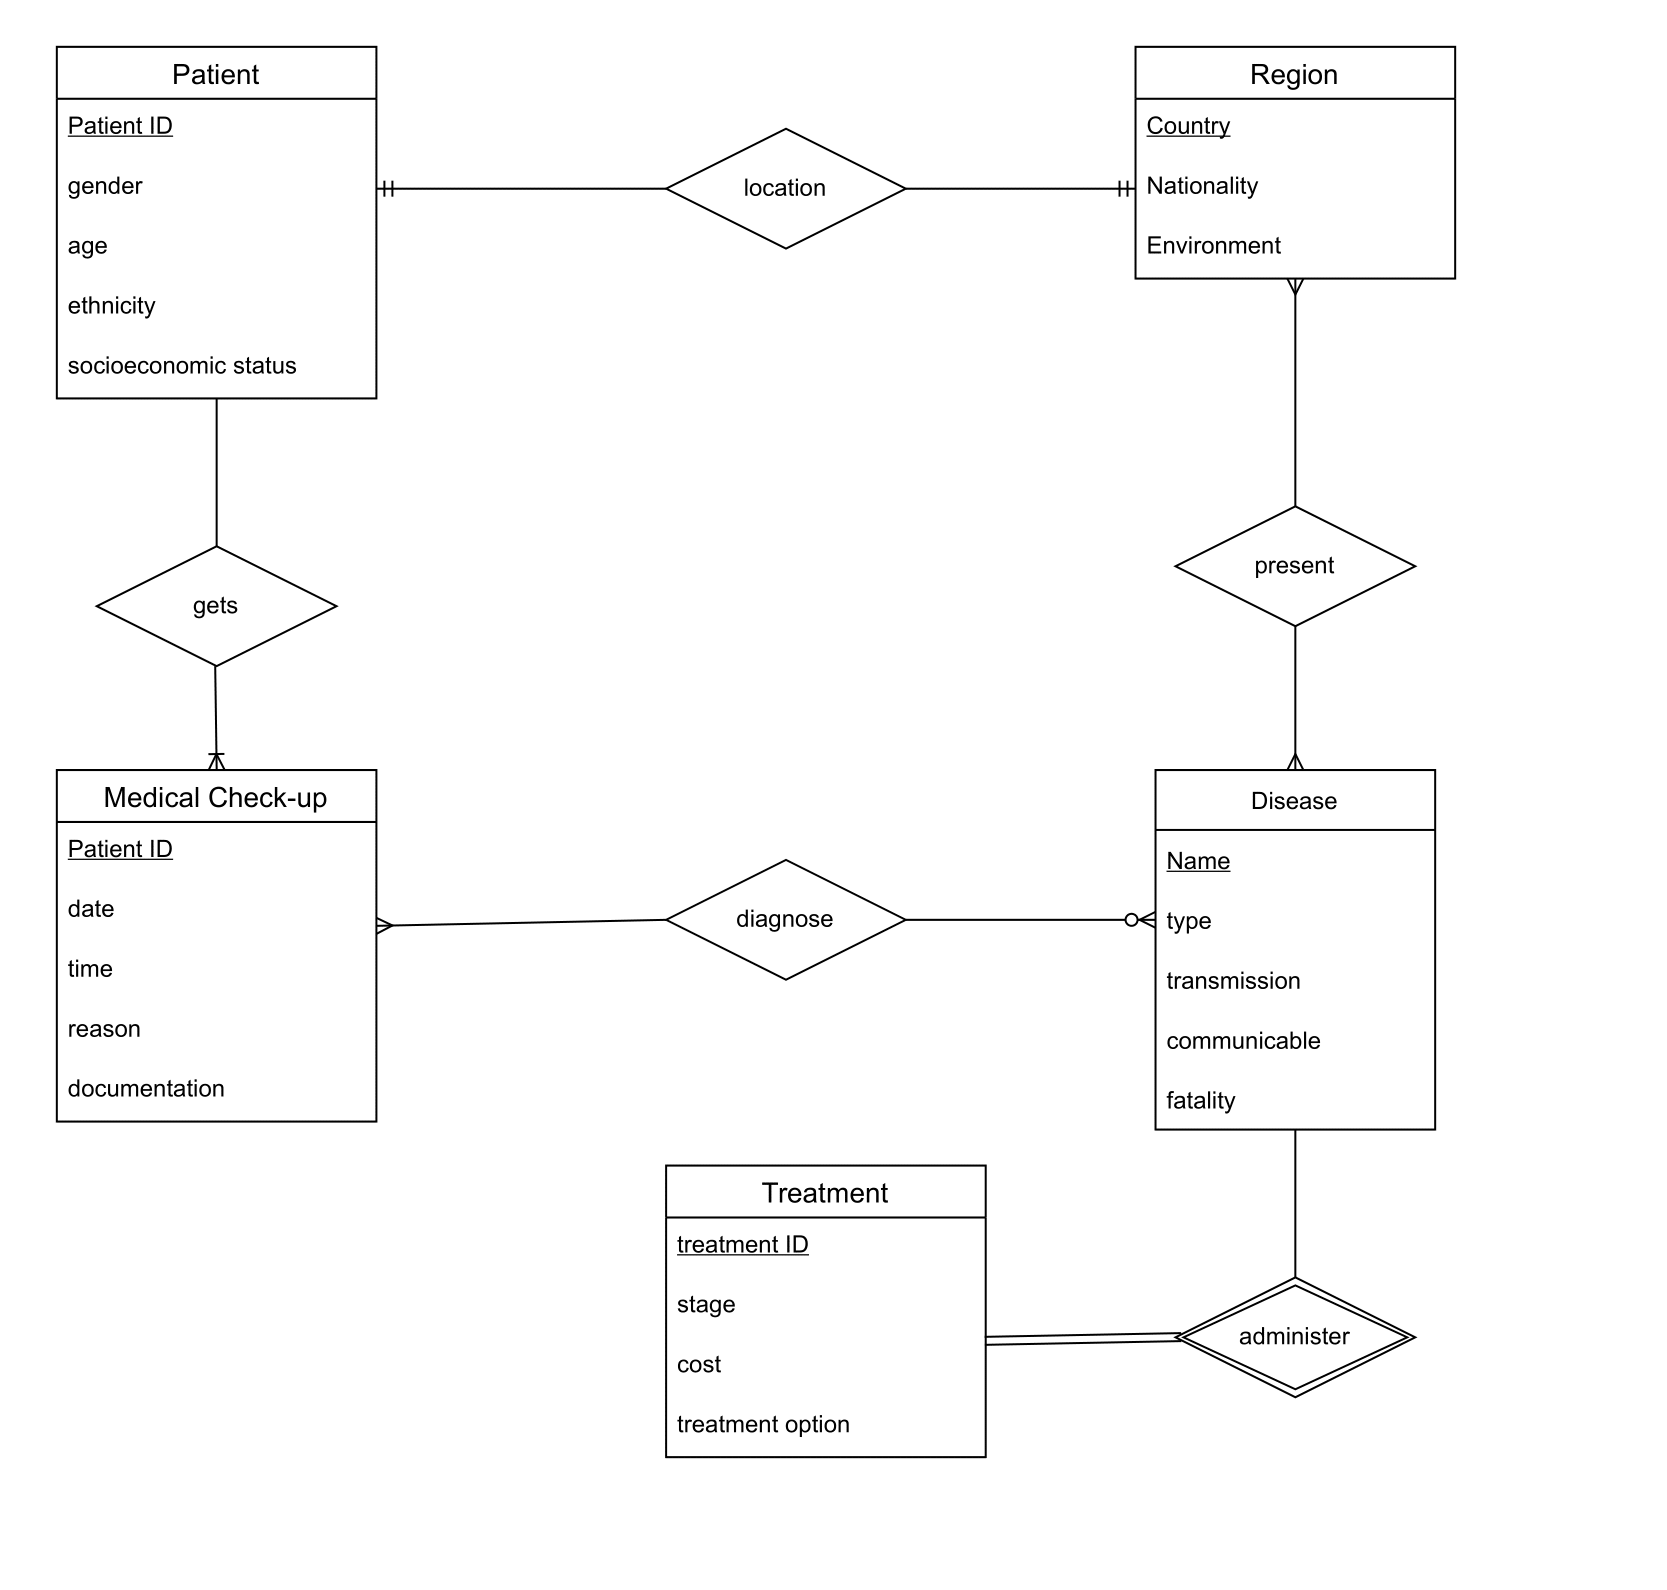 Patient
Patient ID
gender
age
ethnicity
socioeconomic status
location
Region
Country
Nationality
Environment
gets
present
Medical Check-up
Patient ID
date
time
reason
documentation
diagnose
Disease
Name
type
transmission
communicable
fatality
Treatment
treatment ID
stage
cost
treatment option
administer